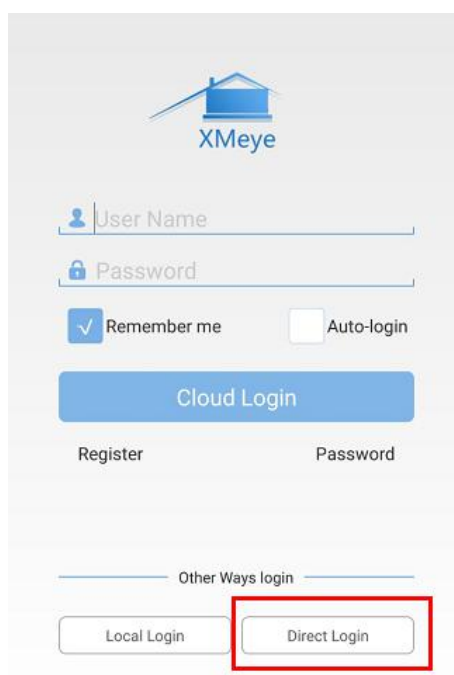 XMeye
User Name
Password
√ Remember me Auto-login
Cloud Login
Register Password
Other Ways login
Local Login Direct Login